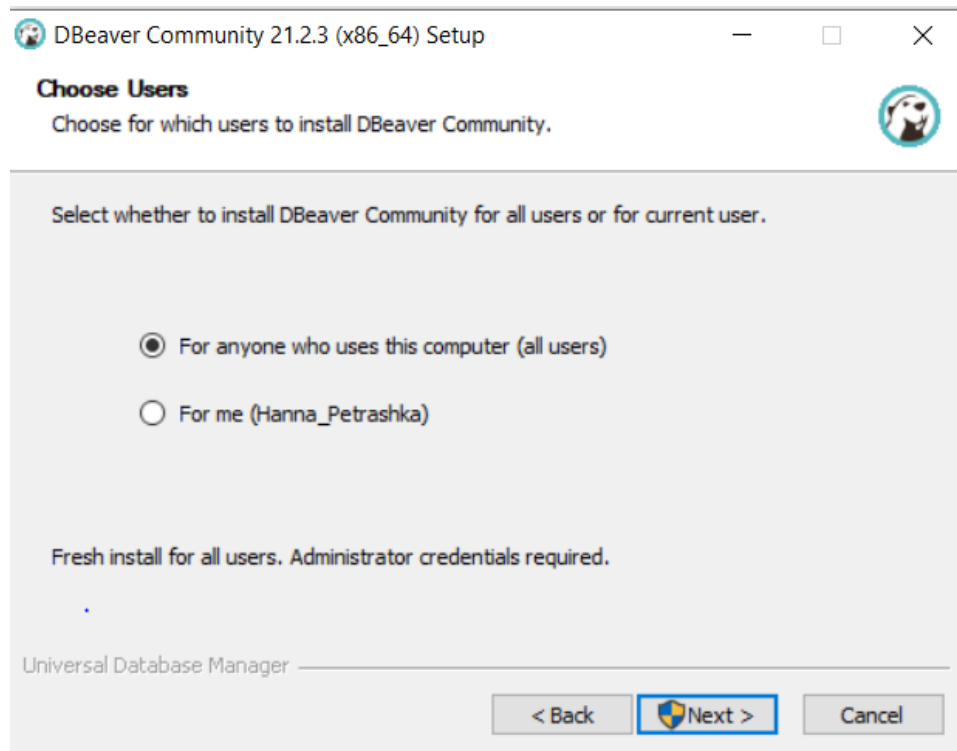 DBeaver Community 21.2.3 (x86_64) Setup
Choose Users
Choose for which users to install DBeaver Community.
Select whether to install DBeaver Community for all users or for current user.
For anyone who uses this computer (all users)
For me (Hanna_Petrashka)
Fresh install for all users. Administrator credentials required.
Universal Database Manager
< Back Next > Cancel